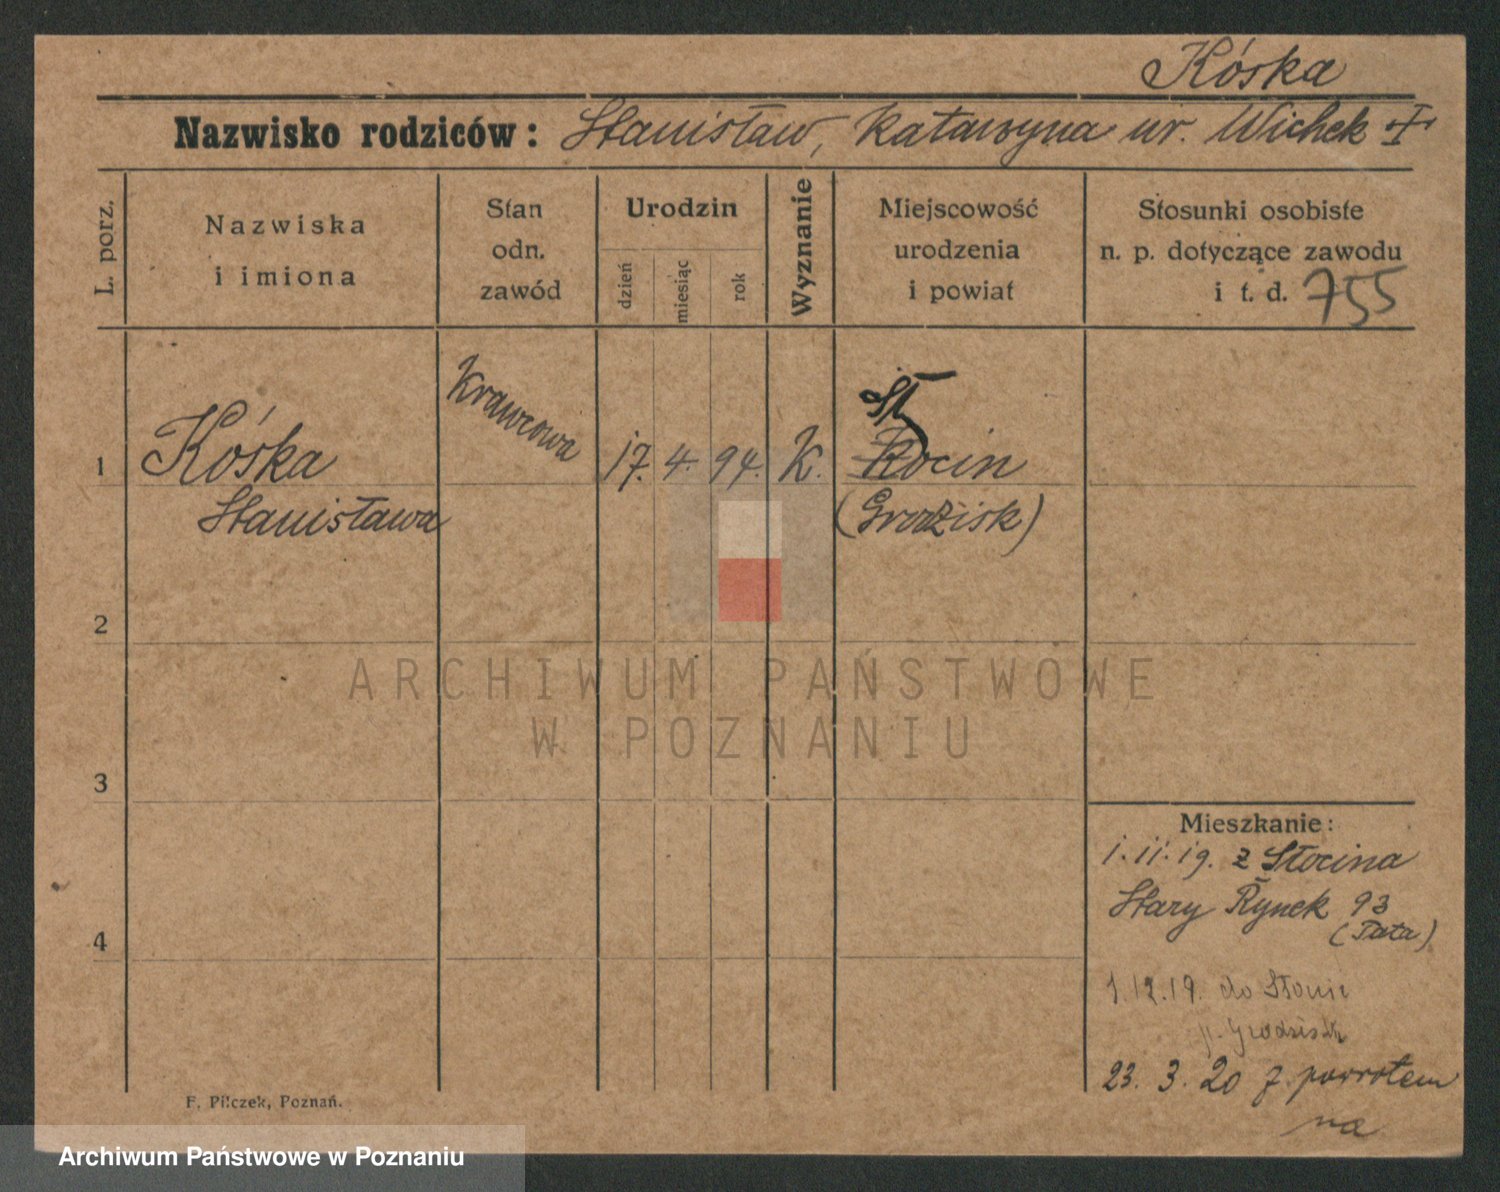 Kóska
Nazwisko rodziców: Stanisław, Katarzyna ur. Wichek
L. porz.
Nazwiska
i imiona
Stan
odn.
zawód
Urodzin
dzień
miesiąc
rok
Wyznanie
Miejscowość
urodzenia
i powiat
Stosunki osobiste
n. p. dotyczące zawodu
i t. d. 755
1
Kóska
Stanisława
Krawcowa
17. 4. 94. K.
Słocin
(Grodzisk)
2
3
4
ARCHIWUM PAŃSTWOWE
W POZNANIU
Mieszkanie:
1.11.19. z Słocina
Stary Rynek 93
(Tata)
1.12.19. do
p. Grodzisk
23. 3. 20 z powrotem
na
F. Pilczek, Poznań.
Archiwum Państwowe w Poznaniu